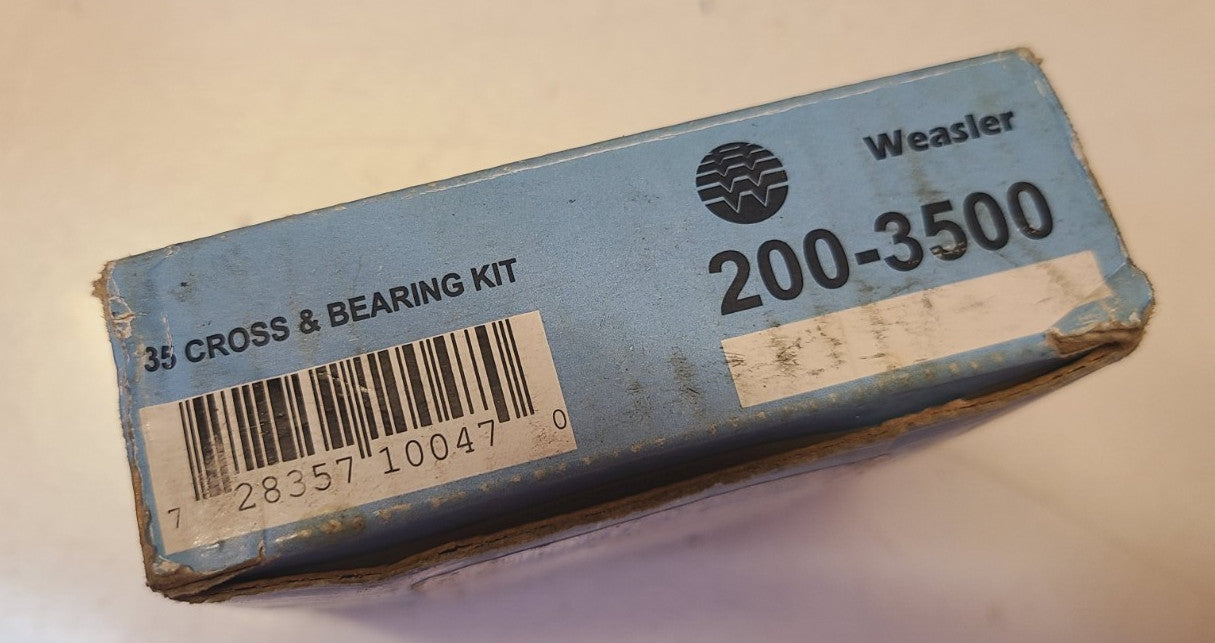 Weasler
200-3500
35 CROSS & BEARING KIT
7 28357 10047 0